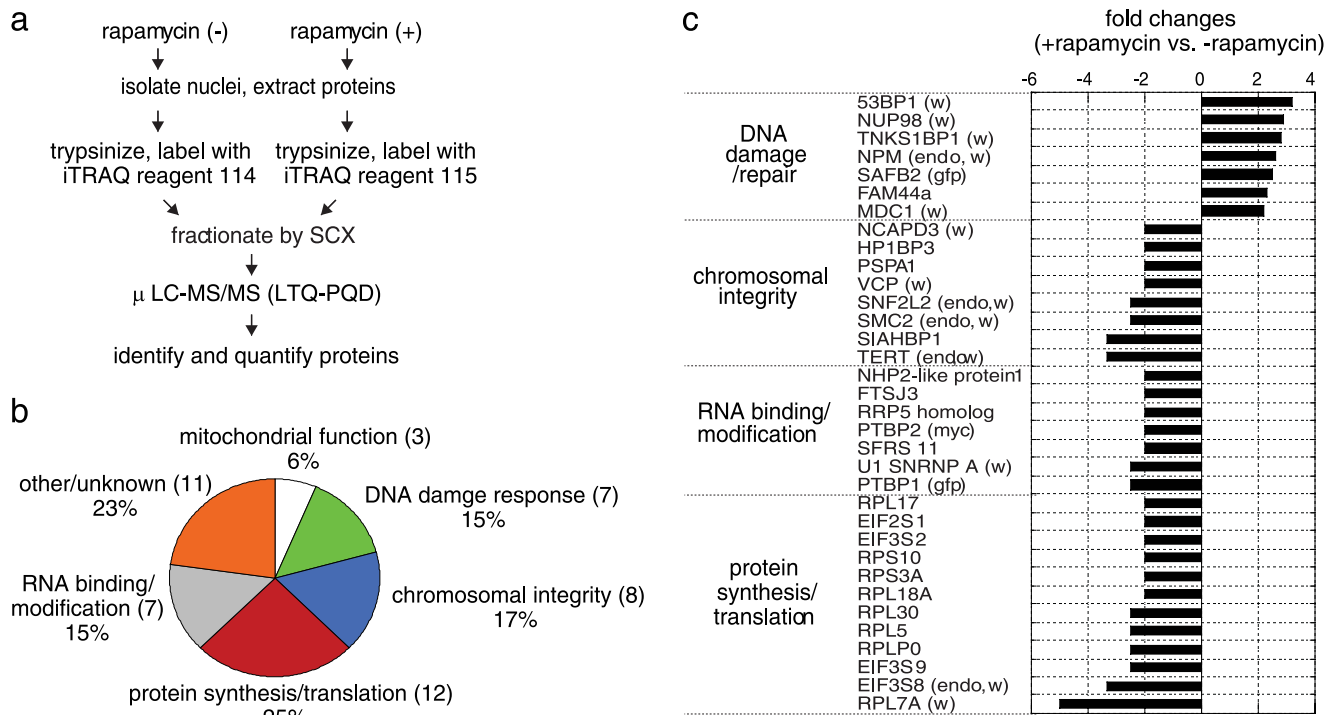 a
rapamycin (-)
rapamycin (+)
isolate nuclei, extract proteins
trypsinize, label with
iTRAQ reagent 114
trypsinize, label with
iTRAQ reagent 115
fractionate by SCX
μ LC-MS/MS (LTQ-PQD)
identify and quantify proteins
b
mitochondrial function (3)
6%
other/unknown (11)
23%
DNA damge response (7)
15%
RNA binding/
modification (7)
15%
chromosomal integrity (8)
17%
protein synthesis/translation (12)
25%
c
fold changes
(+rapamycin vs. -rapamycin)
-6 -4 -2 0 2 4
DNA
damage
/repair
53BP1 (w)
NUP98 (w)
TNKS1BP1 (w)
NPM (endo, w)
SAFB2 (gfp)
FAM44a
MDC1 (w)
chromosomal
integrity
NCAPD3 (w)
HP1BP3
PSPA1
VCP (w)
SNF2L2 (endo,w)
SMC2 (endo, w)
SIAHBP1
TERT (endow)
RNA binding/
modification
NHP2-like protein1
FTSJ3
RRP5 homolog
PTBP2 (myc)
SFRS 11
U1 SNRNP A (w)
PTBP1 (gfp)
protein
synthesis/
translation
RPL17
EIF2S1
EIF3S2
RPS10
RPS3A
RPL18A
RPL30
RPL5
RPLP0
EIF3S9
EIF3S8 (endo, w)
RPL7A (w)